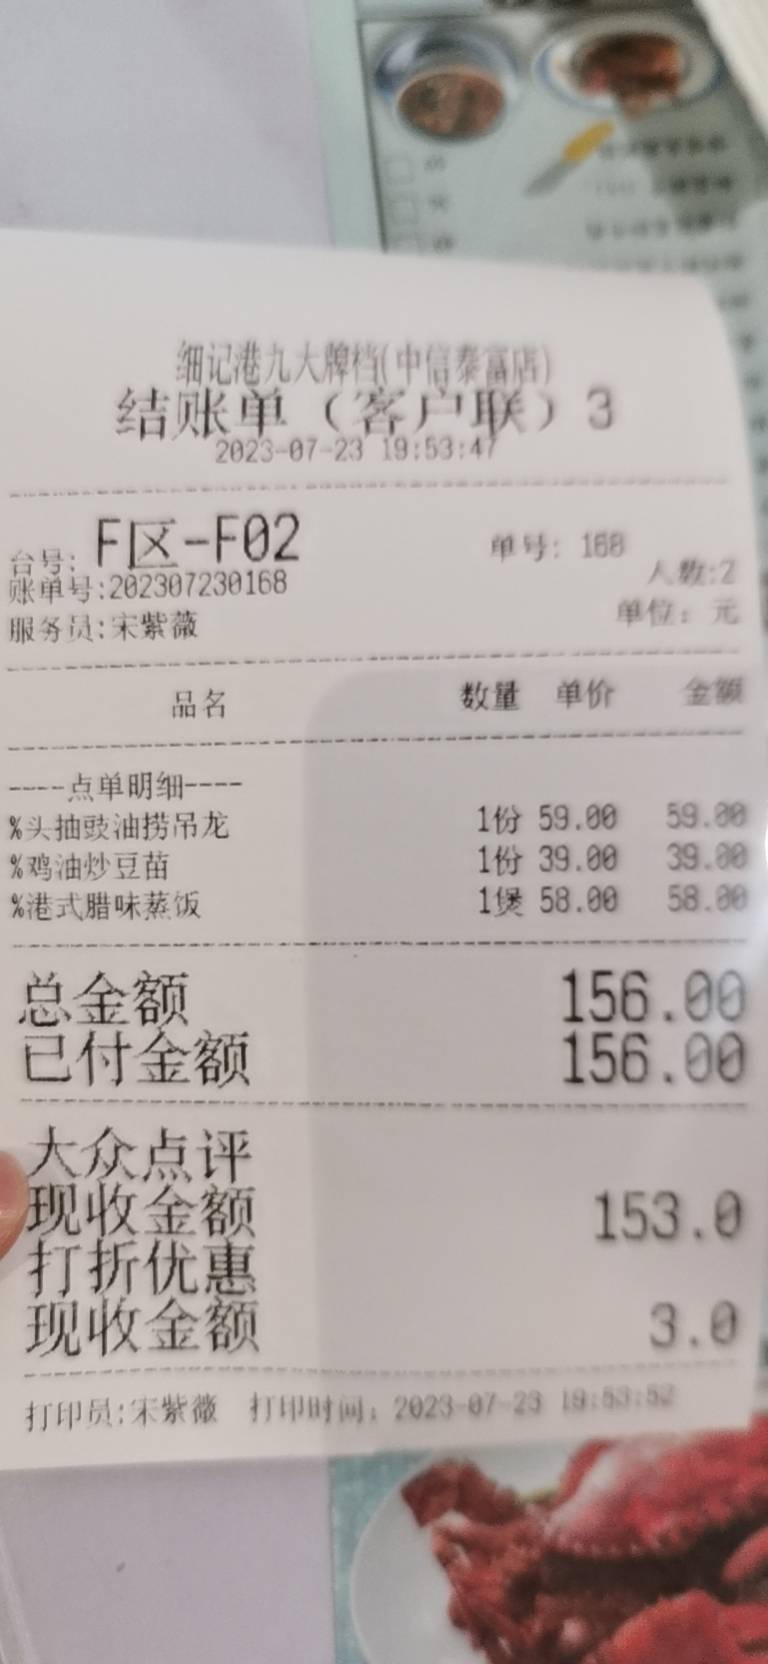 细记港九大牌档(中信泰富店)
结账单（客户联）3
2023-07-23 19:53:47
台号: F区-F02 单号: 168
账单号:202307230168 人数:2
服务员:宋紫薇 单位: 元
品名 数量 单价 金额
----点单明细----
%头抽豉油捞吊龙 1份 59.00 59.00
%鸡油炒豆苗 1份 39.00 39.00
%港式腊味蒸饭 1煲 58.00 58.00
总金额 156.00
已付金额 156.00
大众点评
现收金额 153.0
打折优惠
现收金额 3.0
打印员:宋紫薇 打印时间: 2023-07-23 19:53:52